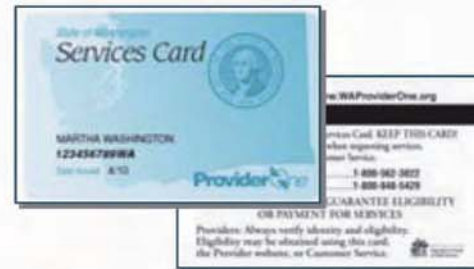 State of Washington
Services Card
MARTHA WASHINGTON
123456789WA
Date issued 8/10
ProviderOne
WAProviderOne.org
Services Card. KEEP THIS CARD!
when requesting services.
Customer Service.
1-800-562-3022
1-800-848-5429
GUARANTEE ELIGIBILITY
OR PAYMENT FOR SERVICES
Providers: Always verify identity and eligibility.
Eligibility may be obtained using this card,
the Provider website, or Customer Service.